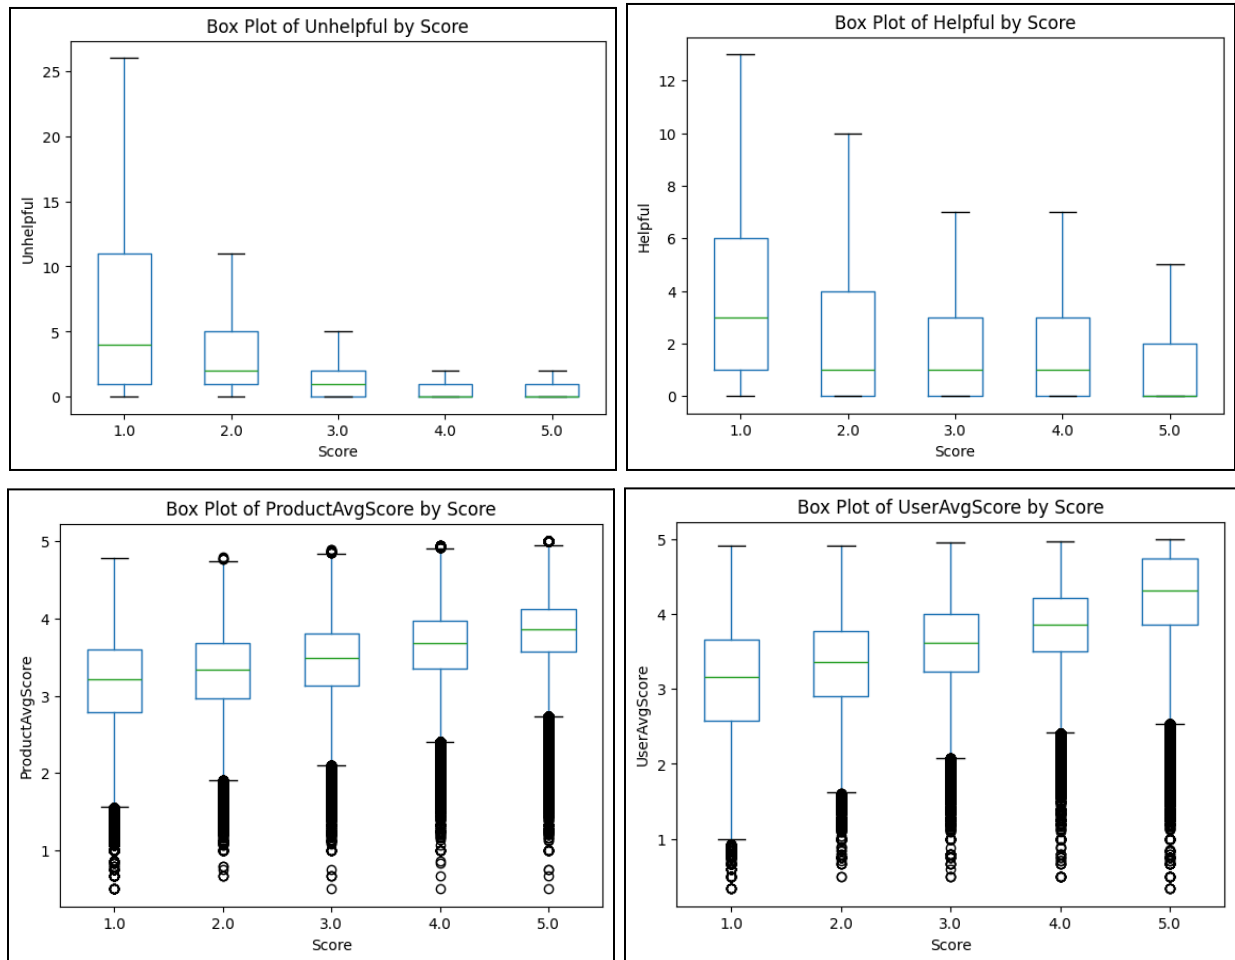 Box Plot of Unhelpful by Score
25
20
15
10
5
0
Unhelpful
1.0 2.0 3.0 4.0 5.0
Score
Box Plot of Helpful by Score
12
10
8
6
4
2
0
Helpful
1.0 2.0 3.0 4.0 5.0
Score
Box Plot of ProductAvgScore by Score
5
4
3
2
1
ProductAvgScore
1.0 2.0 3.0 4.0 5.0
Score
Box Plot of UserAvgScore by Score
5
4
3
2
1
UserAvgScore
1.0 2.0 3.0 4.0 5.0
Score